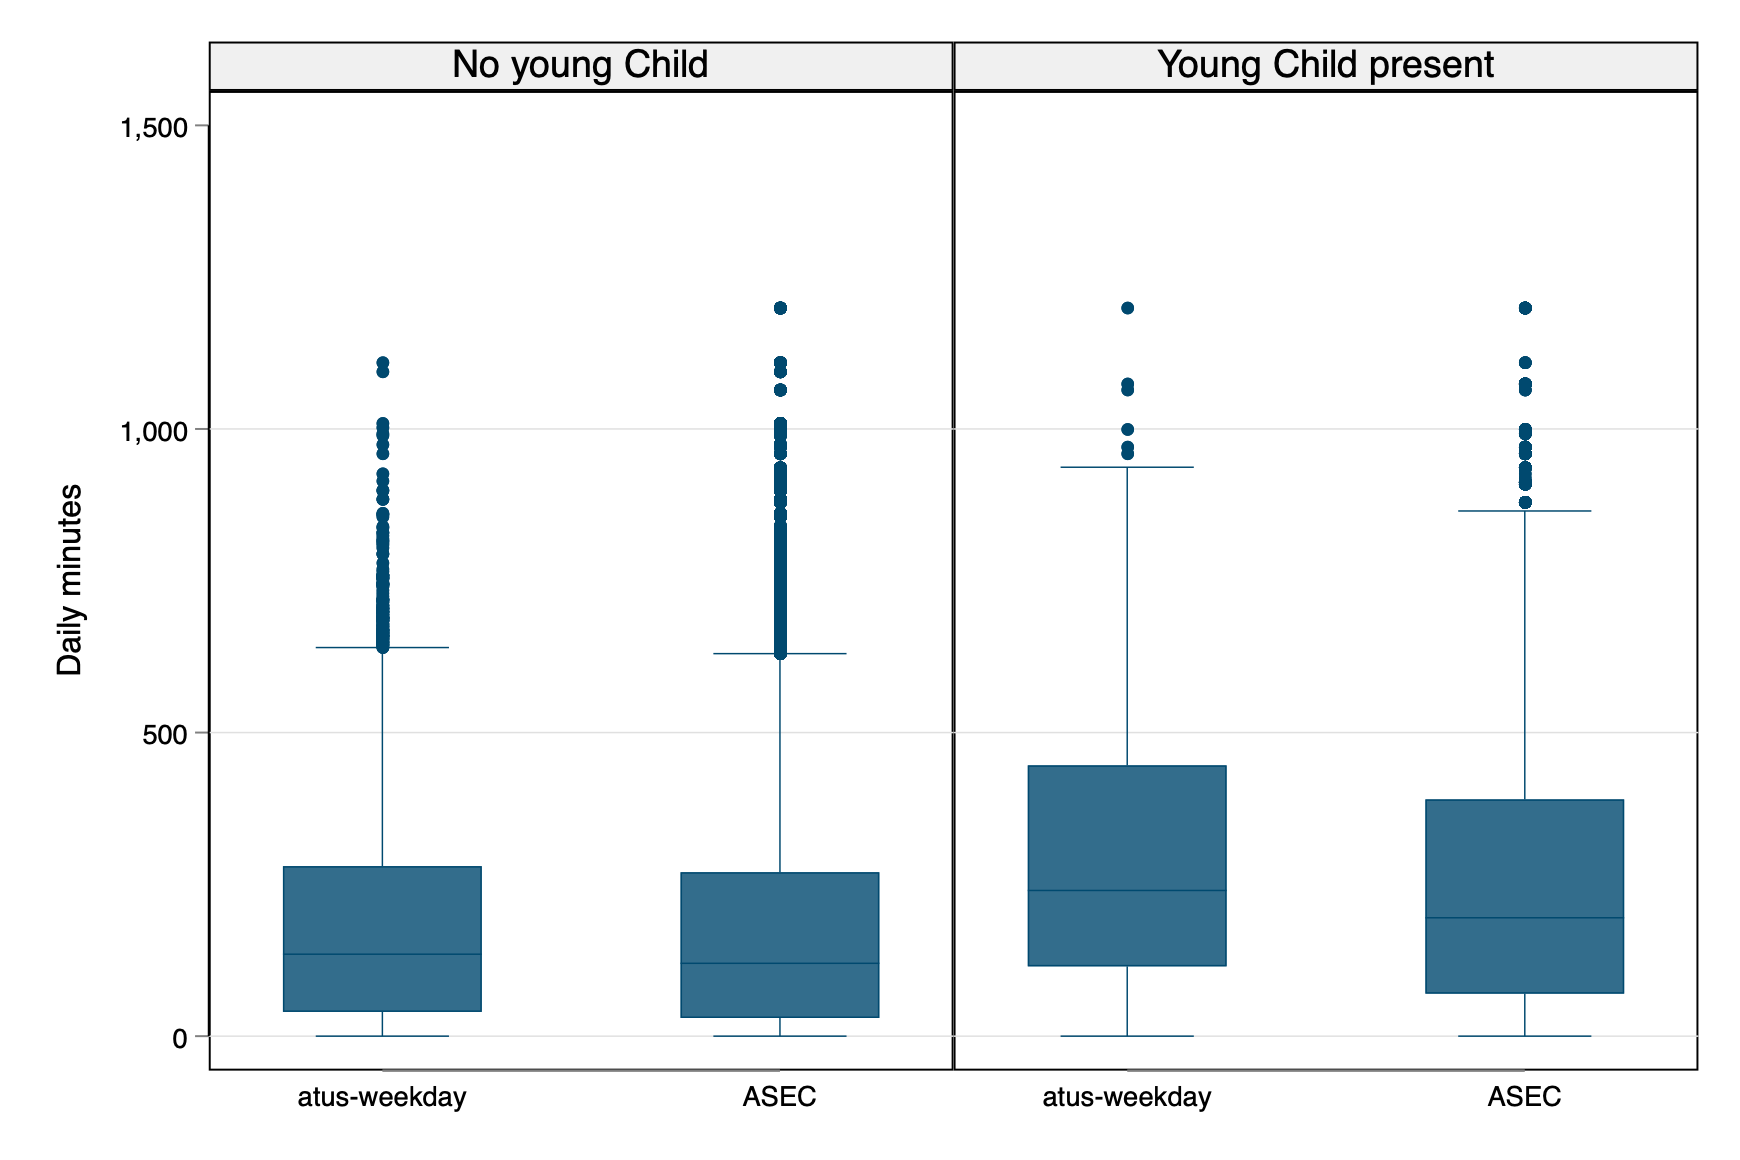 No young Child
Young Child present
1,500
1,000
500
0
Daily minutes
atus-weekday
ASEC
atus-weekday
ASEC